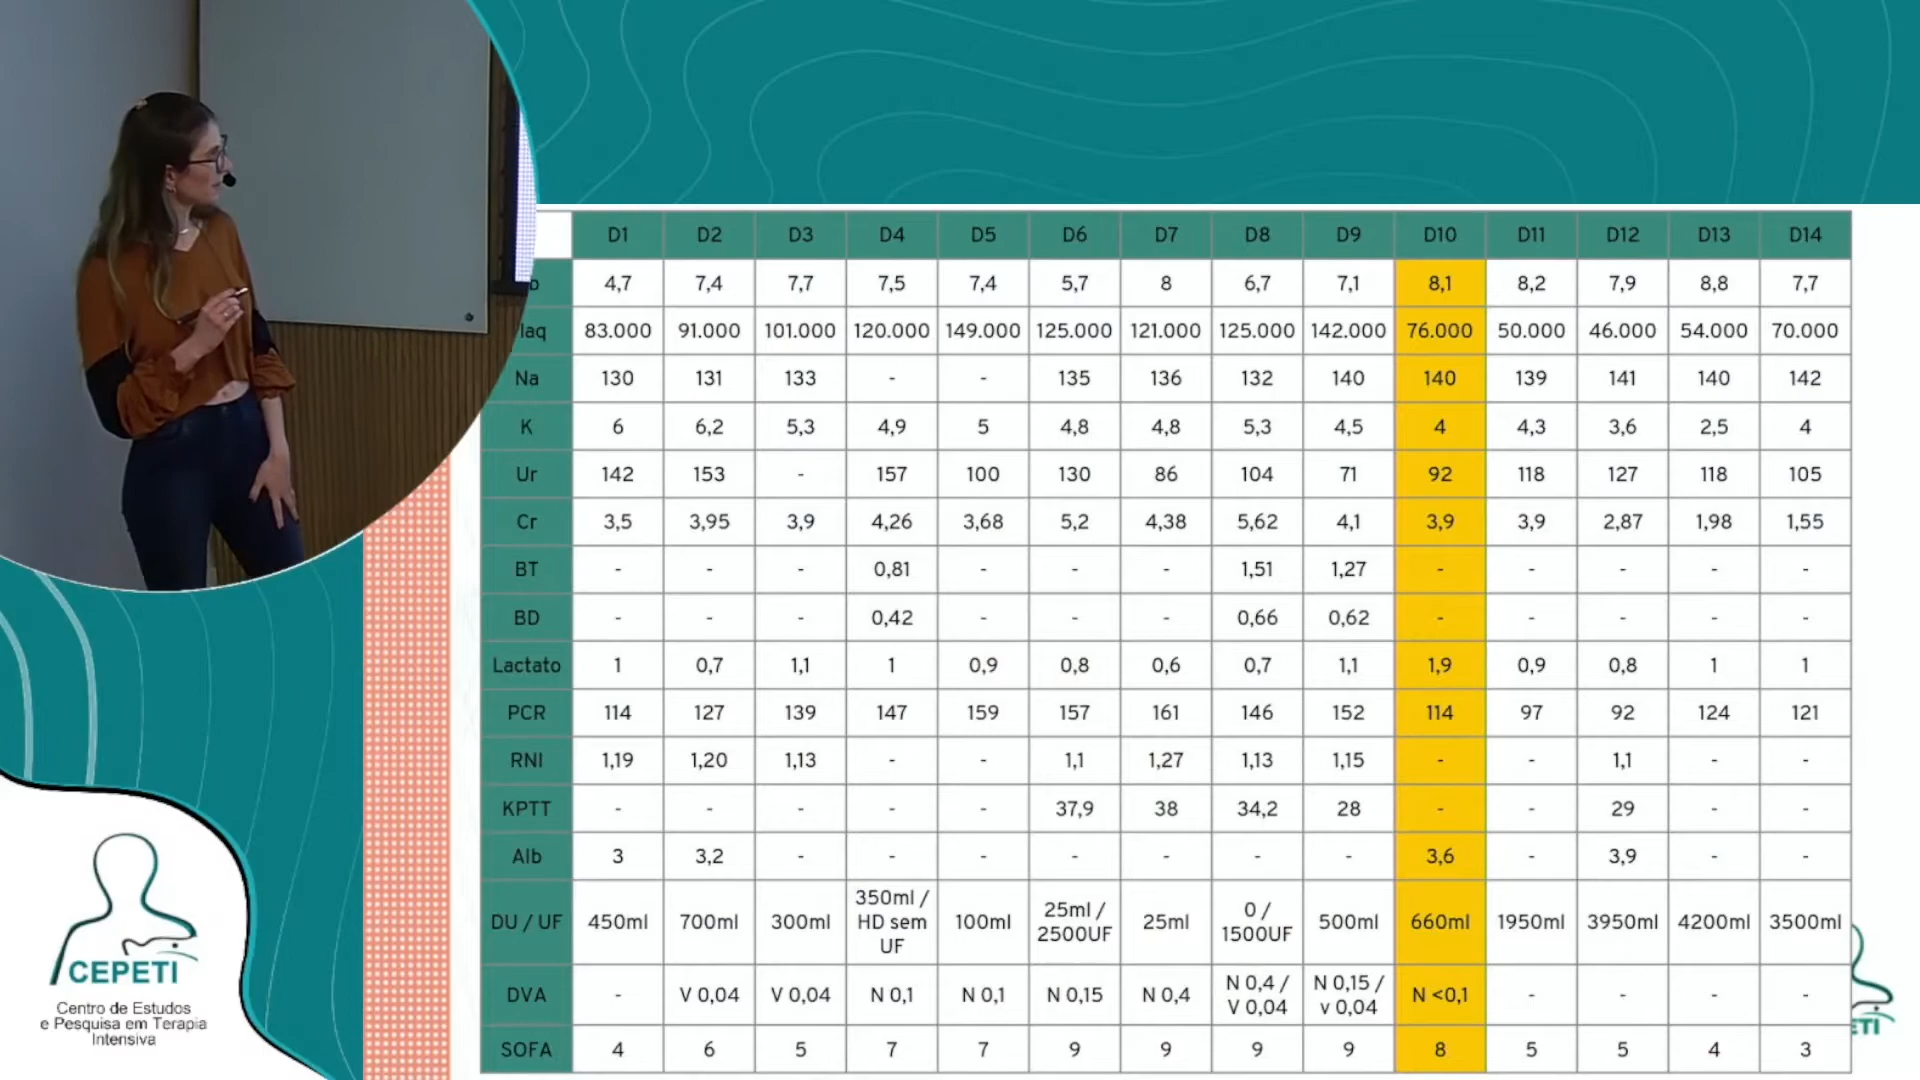 D1 D2 D3 D4 D5 D6 D7 D8 D9 D10 D11 D12 D13 D14
b 4,7 7,4 7,7 7,5 7,4 5,7 8 6,7 7,1 8,1 8,2 7,9 8,8 7,7
laq 83.000 91.000 101.000 120.000 149.000 125.000 121.000 125.000 142.000 76.000 50.000 46.000 54.000 70.000
Na 130 131 133 - - 135 136 132 140 140 139 141 140 142
K 6 6,2 5,3 4,9 5 4,8 4,8 5,3 4,5 4 4,3 3,6 2,5 4
Ur 142 153 - 157 100 130 86 104 71 92 118 127 118 105
Cr 3,5 3,95 3,9 4,26 3,68 5,2 4,38 5,62 4,1 3,9 3,9 2,87 1,98 1,55
BT - - - 0,81 - - - 1,51 1,27 - - - - -
BD - - - 0,42 - - - 0,66 0,62 - - - - -
Lactato 1 0,7 1,1 1 0,9 0,8 0,6 0,7 1,1 1,9 0,9 0,8 1 1
PCR 114 127 139 147 159 157 161 146 152 114 97 92 124 121
RNI 1,19 1,20 1,13 - - 1,1 1,27 1,13 1,15 - - 1,1 - -
KPTT - - - - - 37,9 38 34,2 28 - - 29 - -
Alb 3 3,2 - - - - - - - 3,6 - 3,9 - -
DU / UF 450ml 700ml 300ml 350ml / HD sem UF 100ml 25ml / 2500UF 25ml 0 / 1500UF 500ml 660ml 1950ml 3950ml 4200ml 3500ml
DVA - V 0,04 V 0,04 N 0,1 N 0,1 N 0,15 N 0,4 N 0,4 / V 0,04 N 0,15 / v 0,04 N <0,1 - - - -
SOFA 4 6 5 7 7 9 9 9 9 8 5 5 4 3
CEPETI
Centro de Estudos
e Pesquisa em Terapia
Intensiva
ETI